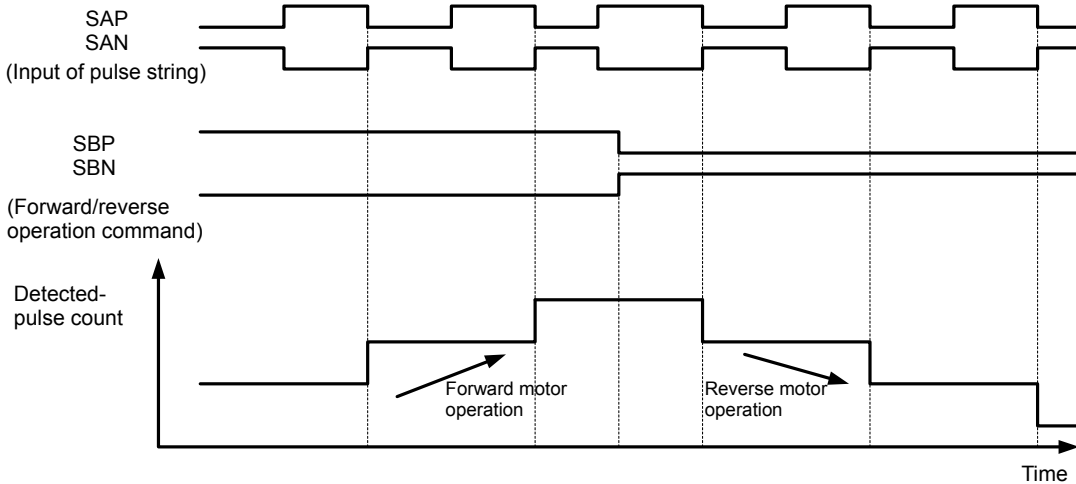 SAP
SAN
(Input of pulse string)
SBP
SBN
(Forward/reverse
operation command)
Detected-
pulse count
Forward motor
operation
Reverse motor
operation
Time